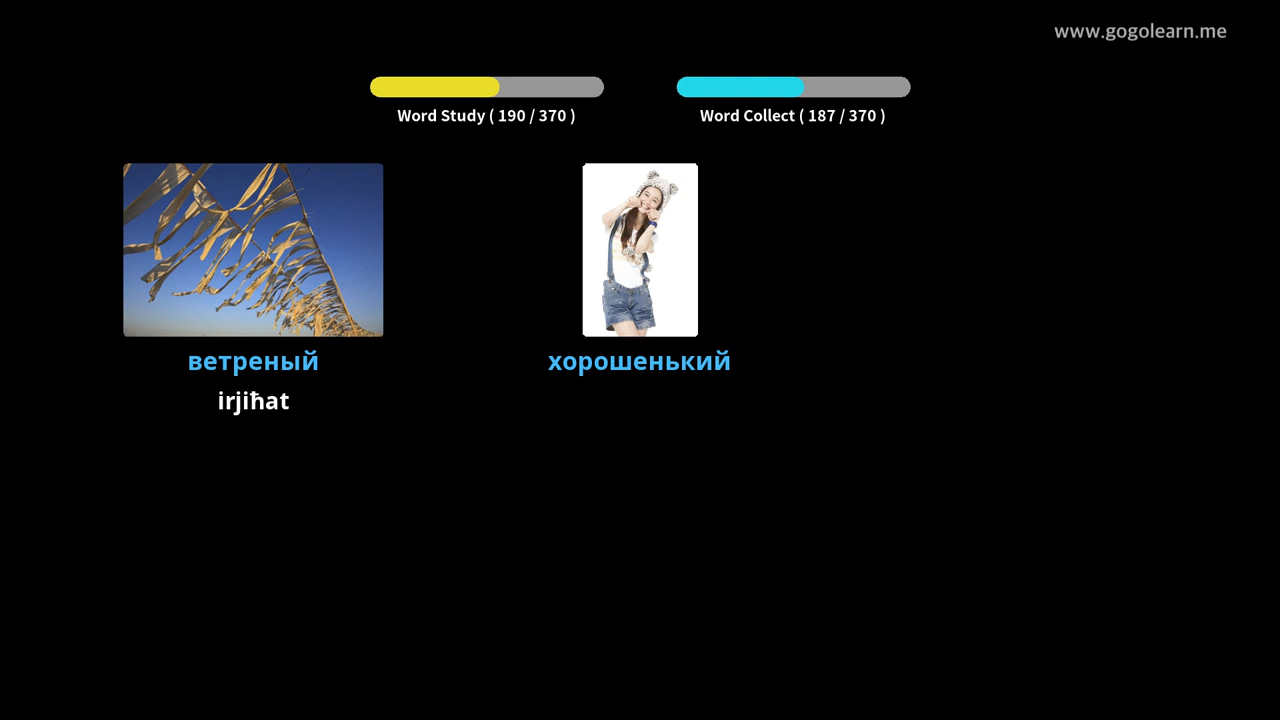 www.gogolearn.me
Word Study ( 190 / 370 )
Word Collect ( 187 / 370 )
ветреный
хорошенький
irjiħat